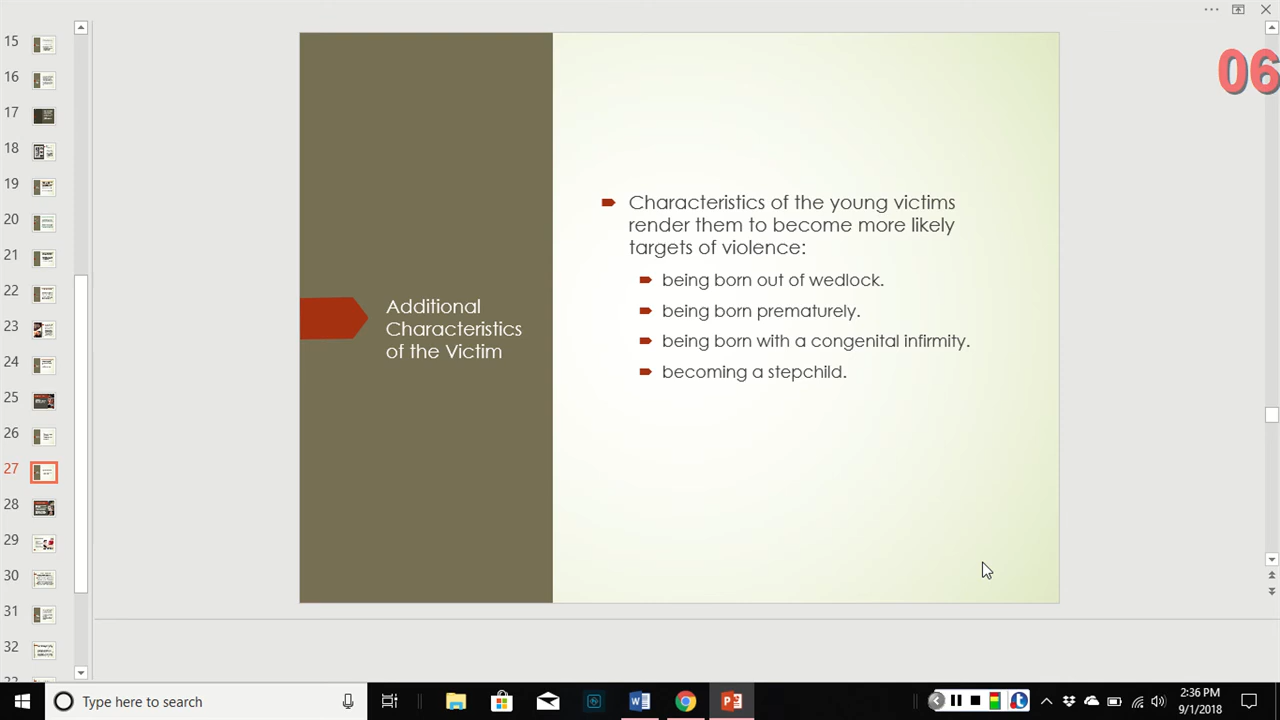 15
16
17
18
19
20
21
22
23
24
25
26
27
28
29
30
31
32
06
Additional
Characteristics
of the Victim
Characteristics of the young victims
render them to become more likely
targets of violence:
being born out of wedlock.
being born prematurely.
being born with a congenital infirmity.
becoming a stepchild.
Type here to search
2:36 PM
9/1/2018